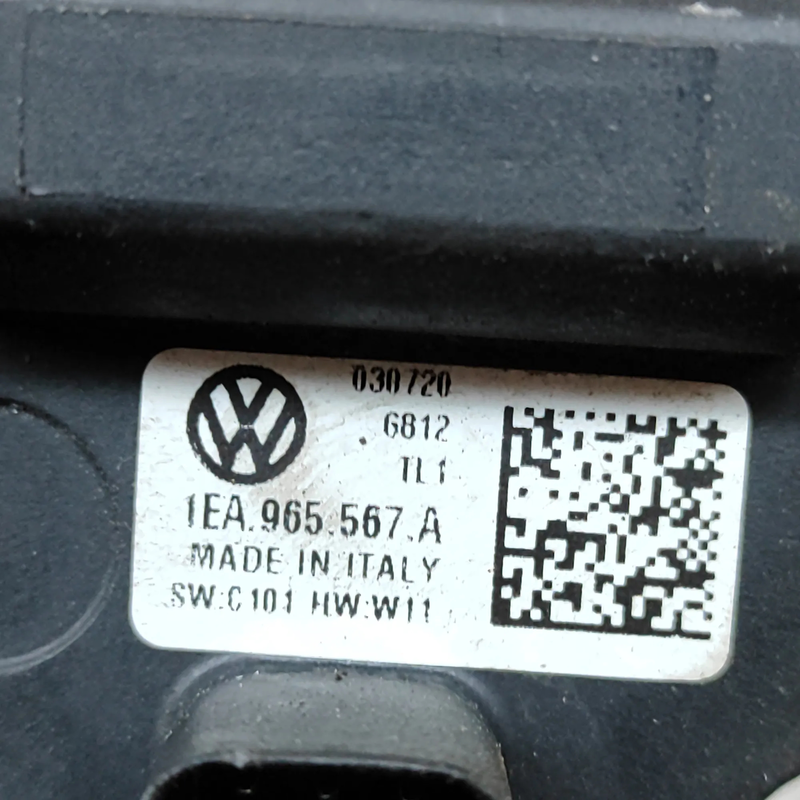 030720
6812
TL1
1EA.965.567.A
MADE IN ITALY
SW:C101 HW:W11